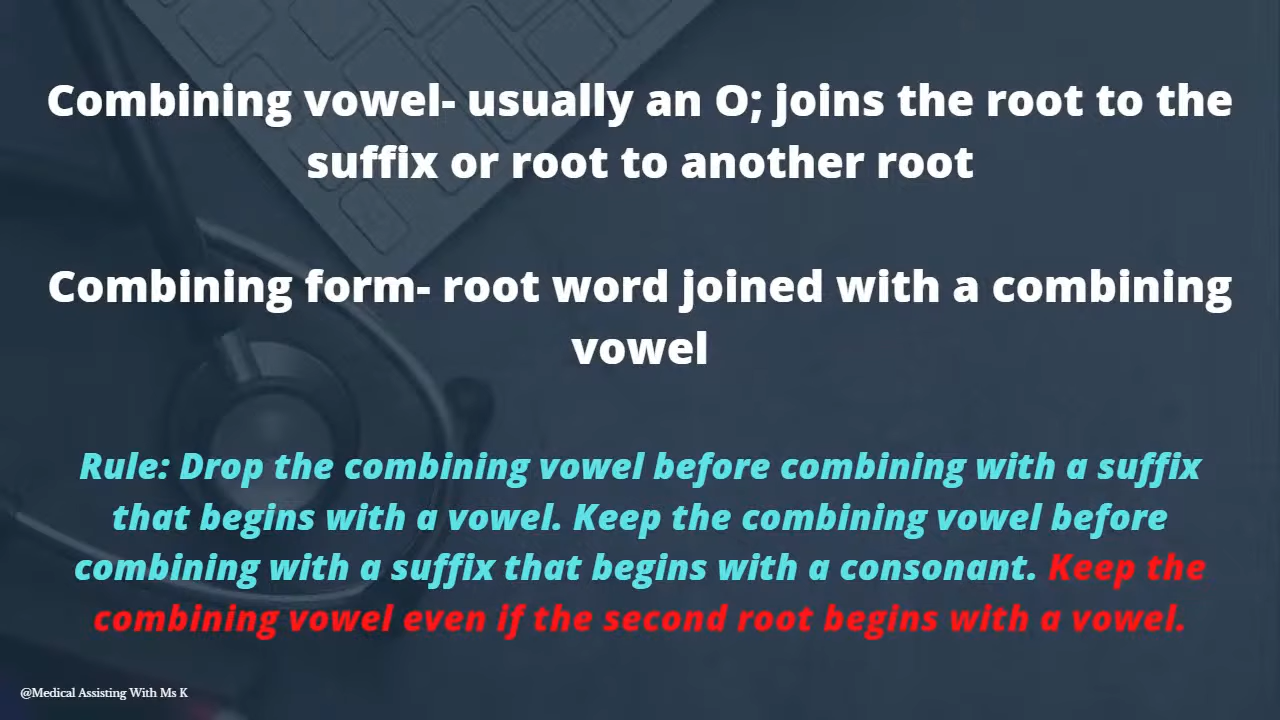 Combining vowel- usually an O; joins the root to the
suffix or root to another root
Combining form- root word joined with a combining
vowel
Rule: Drop the combining vowel before combining with a suffix
that begins with a vowel. Keep the combining vowel before
combining with a suffix that begins with a consonant. Keep the
combining vowel even if the second root begins with a vowel.
@Medical Assisting With Ms K